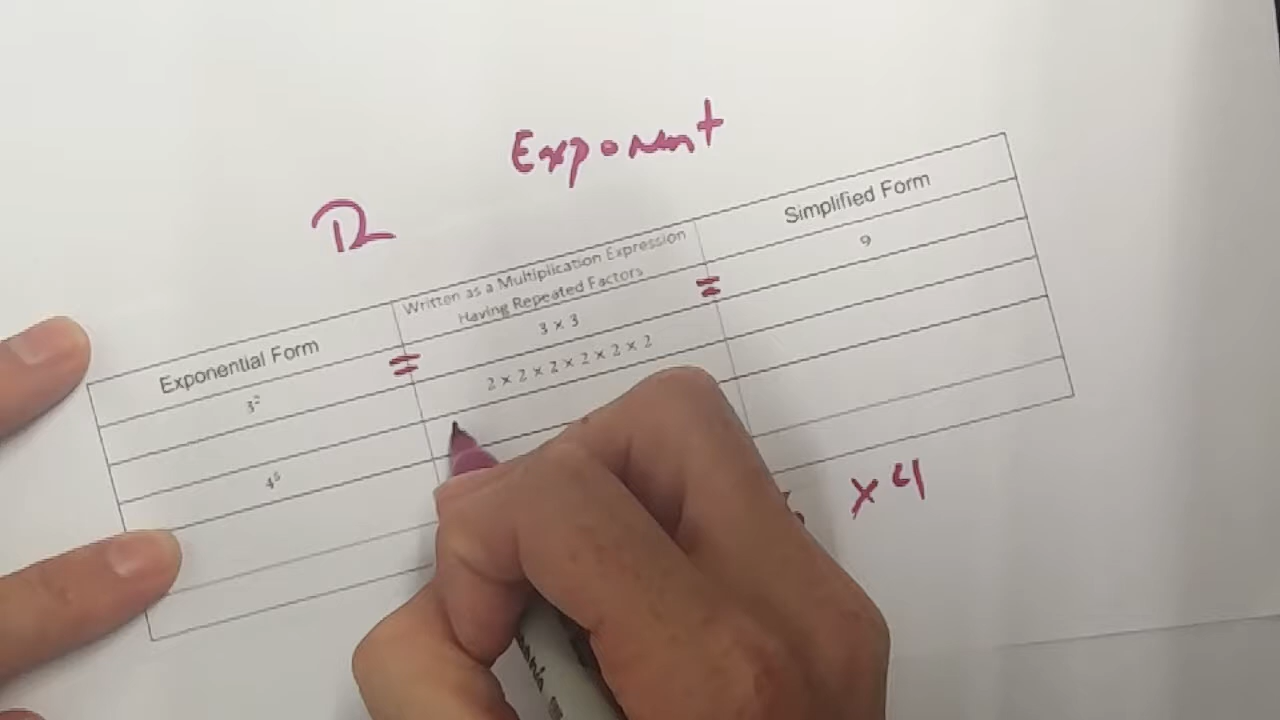 Exponent
Exponential Form
Written as a Multiplication Expression
Having Repeated Factors
Simplified Form
3² = 3 × 3 = 9
2 × 2 × 2 × 2 × 2 × 2
4⁵
x 4